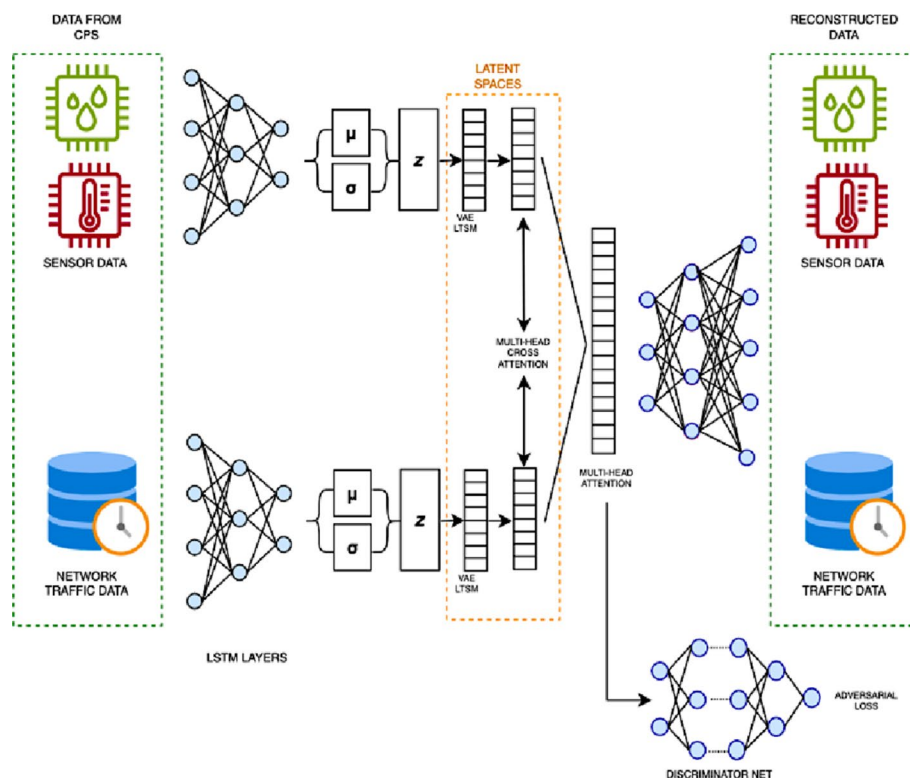 DATA FROM
CPS
RECONSTRUCTED
DATA
LATENT
SPACES
μ
σ
z
VAE
LTSM
SENSOR DATA
SENSOR DATA
MULTI-HEAD
CROSS
ATTENTION
MULTI-HEAD
ATTENTION
μ
σ
z
VAE
LTSM
NETWORK
TRAFFIC DATA
NETWORK
TRAFFIC DATA
LSTM LAYERS
ADVERSARIAL
LOSS
DISCRIMINATOR NET